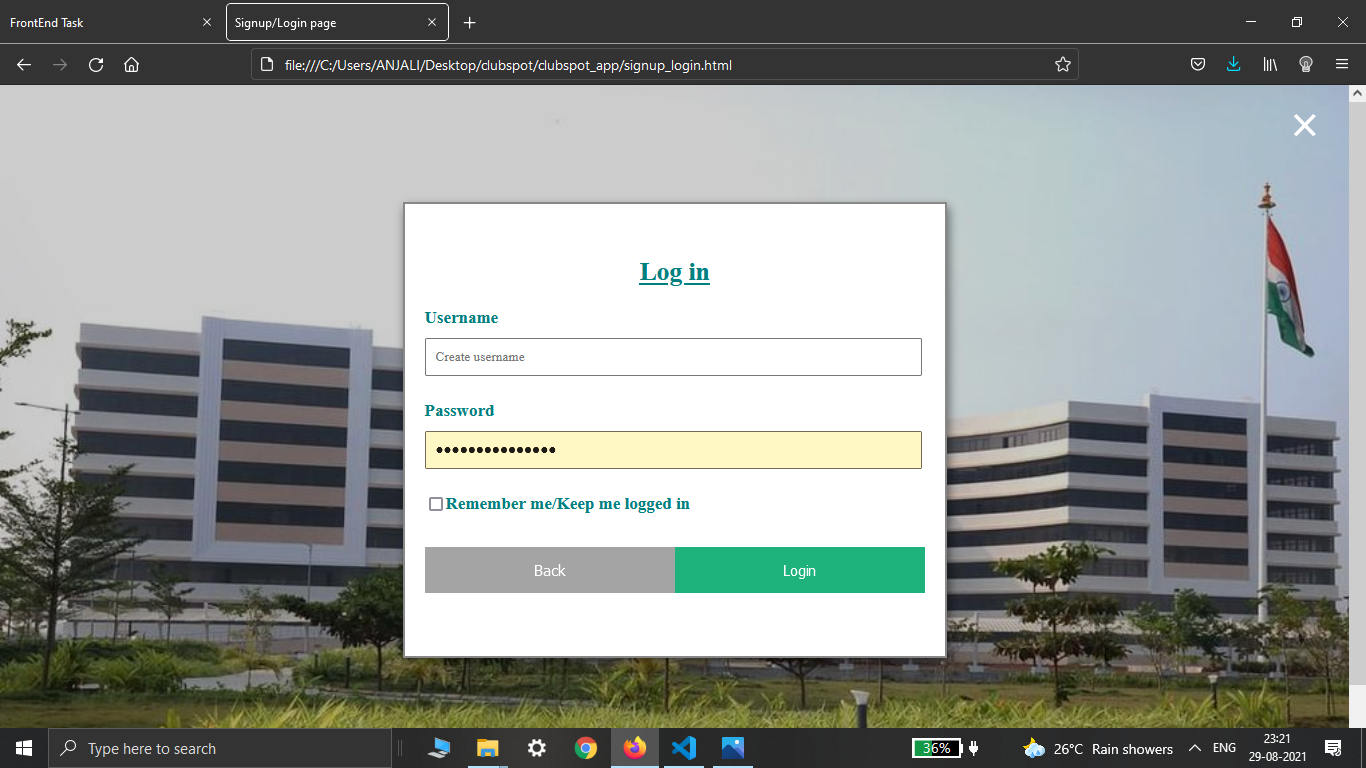 FrontEnd Task
Signup/Login page
file:///C:/Users/ANJALI/Desktop/clubspot/clubspot_app/signup_login.html
Log in
Username
Create username
Password
Remember me/Keep me logged in
Back Login
Type here to search
36%
26°C Rain showers
ENG
23:21
29-08-2021